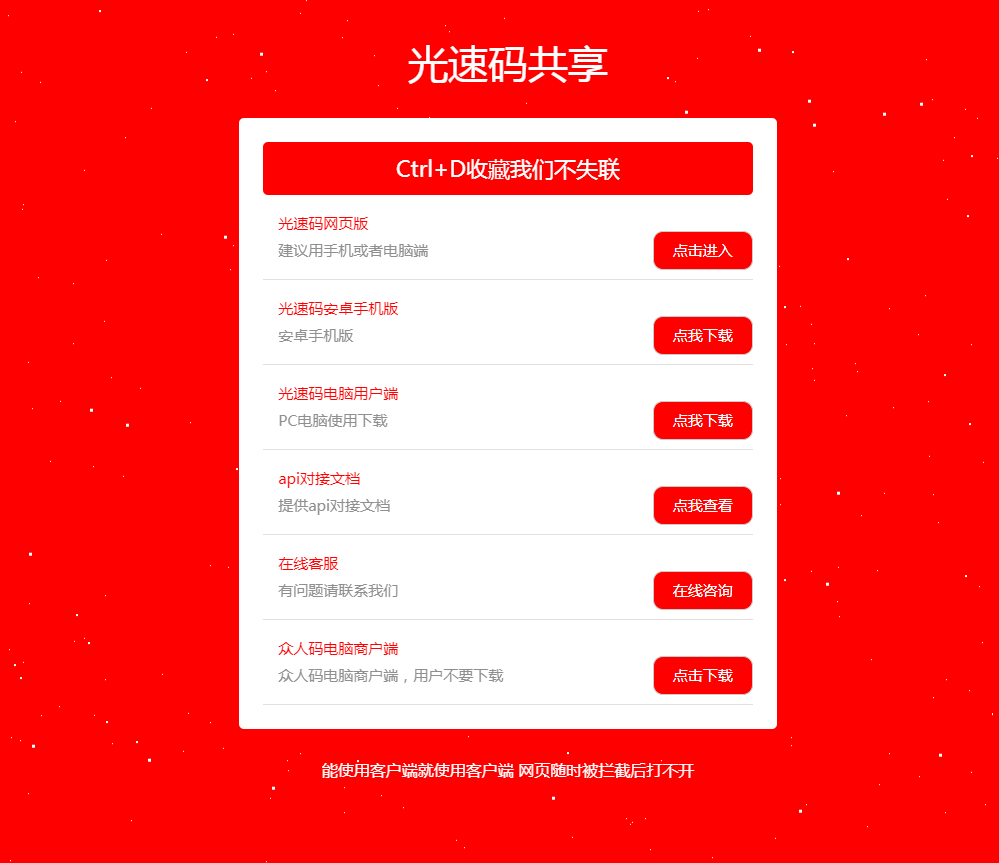 光速码共享
Ctrl+D收藏我们不失联
光速码网页版
建议用手机或者电脑端
点击进入
光速码安卓手机版
安卓手机版
点我下载
光速码电脑用户端
PC电脑使用下载
点我下载
api对接文档
提供api对接文档
点我查看
在线客服
有问题请联系我们
在线咨询
众人码电脑商户端
众人码电脑商户端，用户不要下载
点击下载
能使用客户端就使用客户端 网页随时被拦截后打不开